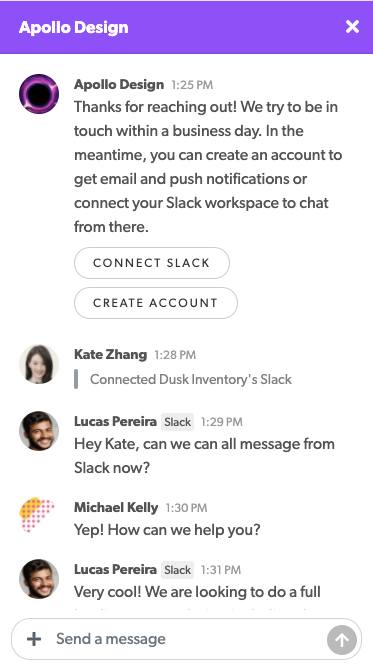 Apollo Design
Apollo Design 1:25 PM
Thanks for reaching out! We try to be in
touch within a business day. In the
meantime, you can create an account to
get email and push notifications or
connect your Slack workspace to chat
from there.
CONNECT SLACK
CREATE ACCOUNT
Kate Zhang 1:28 PM
Connected Dusk Inventory's Slack
Lucas Pereira Slack 1:29 PM
Hey Kate, can we can all message from
Slack now?
Michael Kelly 1:30 PM
Yep! How can we help you?
Lucas Pereira Slack 1:31 PM
Very cool! We are looking to do a full
Send a message